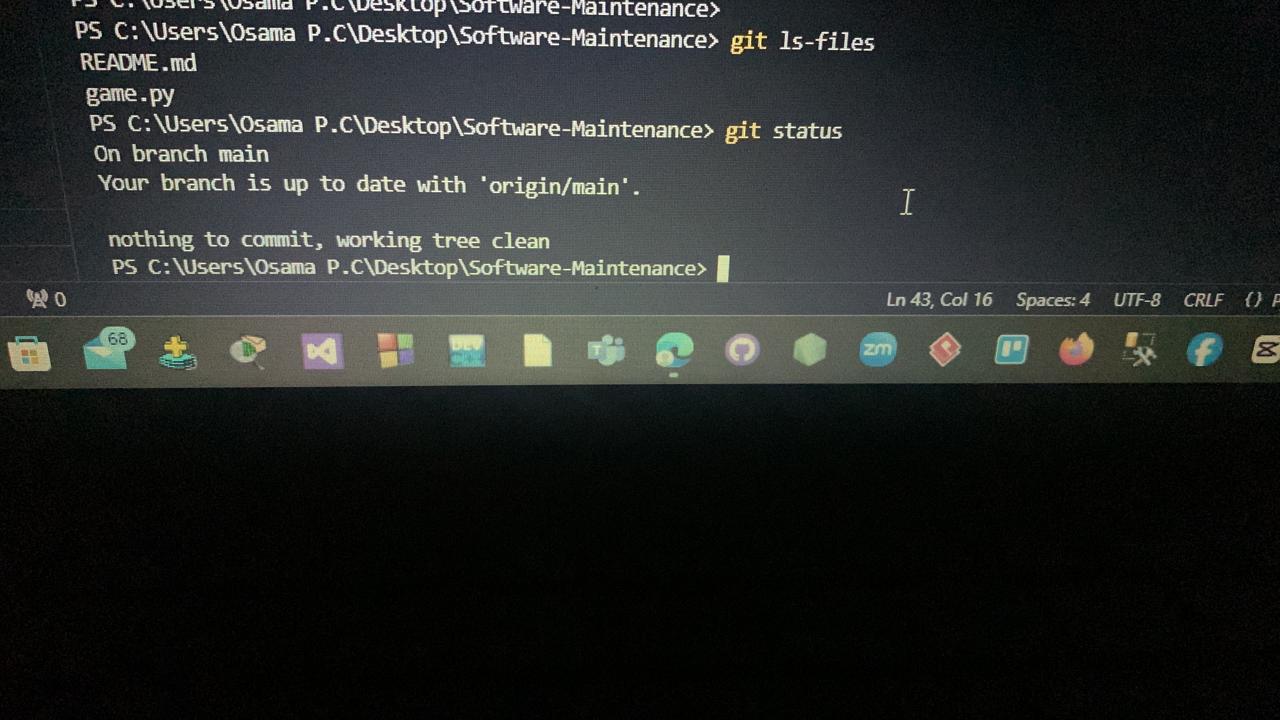 PS C:\Users\Osama P.C\Desktop\Software-Maintenance>
PS C:\Users\Osama P.C\Desktop\Software-Maintenance> git ls-files
README.md
game.py
PS C:\Users\Osama P.C\Desktop\Software-Maintenance> git status
On branch main
Your branch is up to date with 'origin/main'.
nothing to commit, working tree clean
PS C:\Users\Osama P.C\Desktop\Software-Maintenance>
0 Ln 43, Col 16 Spaces: 4 UTF-8 CRLF {} P
68 DEV T zm